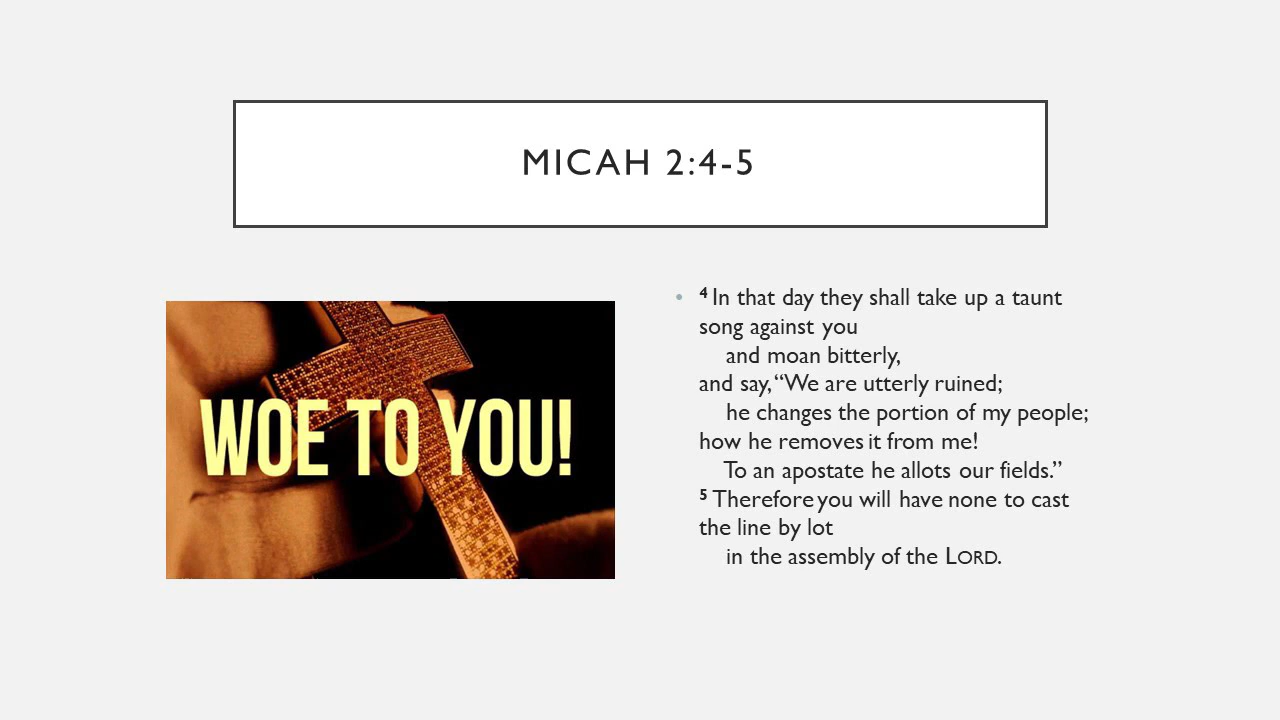 MICAH 2:4-5
WOE TO YOU!
• 4 In that day they shall take up a taunt
song against you
and moan bitterly,
and say, “We are utterly ruined;
he changes the portion of my people;
how he removes it from me!
To an apostate he allots our fields.”
5 Therefore you will have none to cast
the line by lot
in the assembly of the LORD.